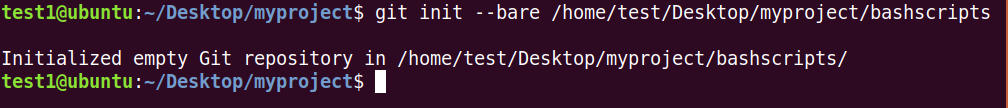 test1@ubuntu:~/Desktop/myproject$ git init --bare /home/test/Desktop/myproject/bashscripts
Initialized empty Git repository in /home/test/Desktop/myproject/bashscripts/
test1@ubuntu:~/Desktop/myproject$